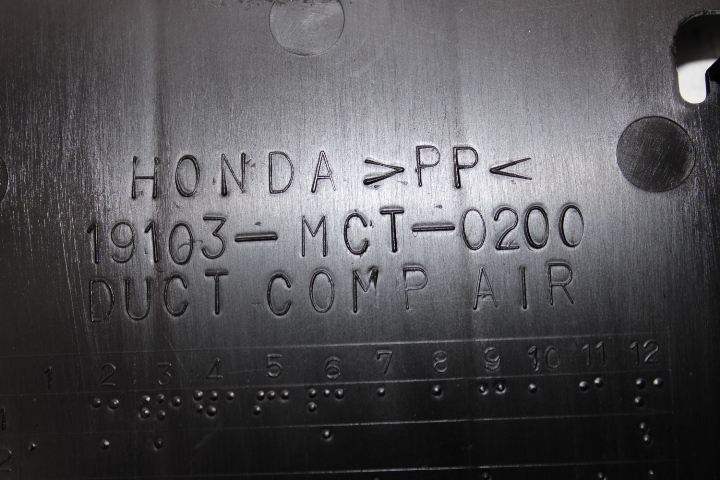 HONDA >PP<
19103-MCT-0200
DUCT COMP AIR
1 2 3 4 5 6 7 8 9 10 11 12